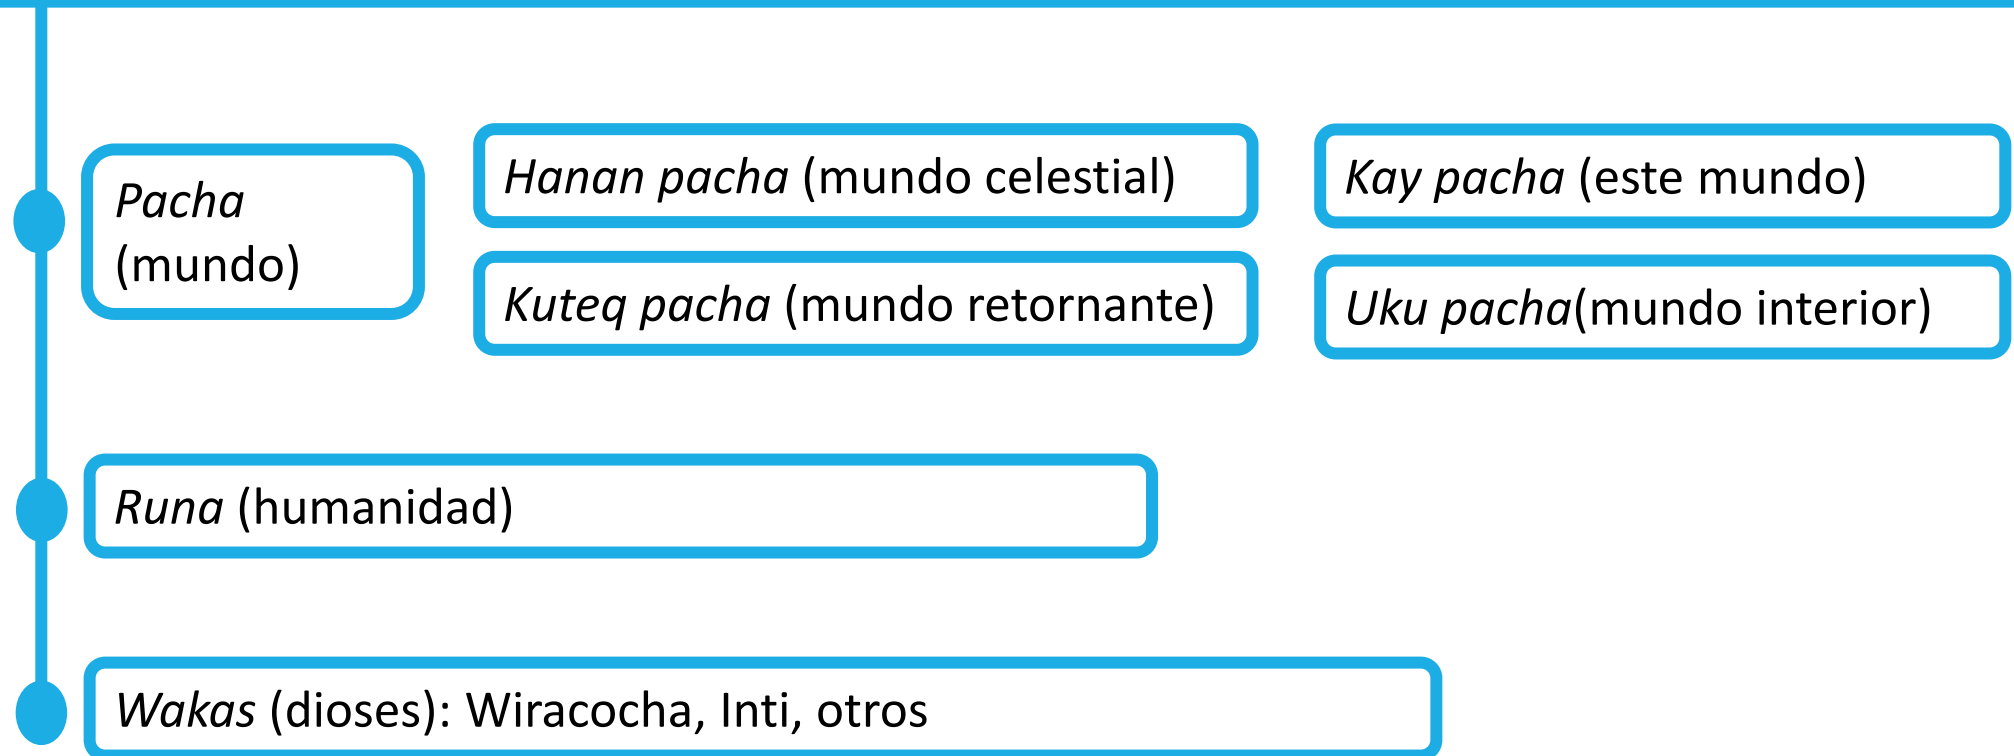 Pacha
(mundo)
Hanan pacha (mundo celestial)
Kay pacha (este mundo)
Kuteq pacha (mundo retornante)
Uku pacha(mundo interior)
Runa (humanidad)
Wakas (dioses): Wiracocha, Inti, otros